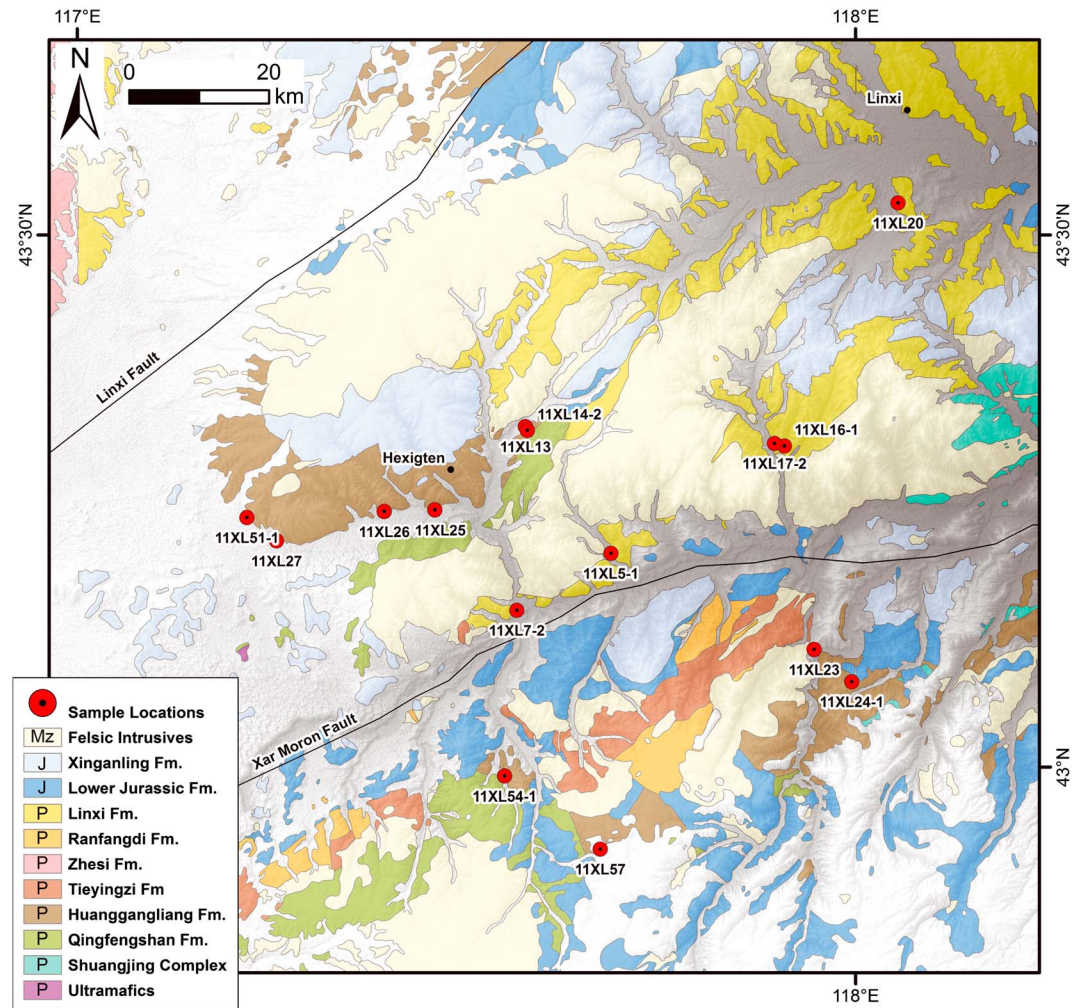 117°E
118°E
N
0
20
km
Linxi
11XL20
43°30'N
43°30'N
Linxi Fault
11XL14-2
11XL13
11XL16-1
11XL17-2
Hexigten
11XL51-1
11XL26
11XL25
11XL27
11XL5-1
11XL7-2
11XL23
11XL24-1
Xar Moron Fault
43°N
11XL54-1
11XL57
Sample Locations
Mz Felsic Intrusives
J Xinganling Fm.
J Lower Jurassic Fm.
P Linxi Fm.
P Ranfangdi Fm.
P Zhesi Fm.
P Tieyingzi Fm
P Huanggangliang Fm.
P Qingfengshan Fm.
P Shuangjing Complex
P Ultramafics
118°E